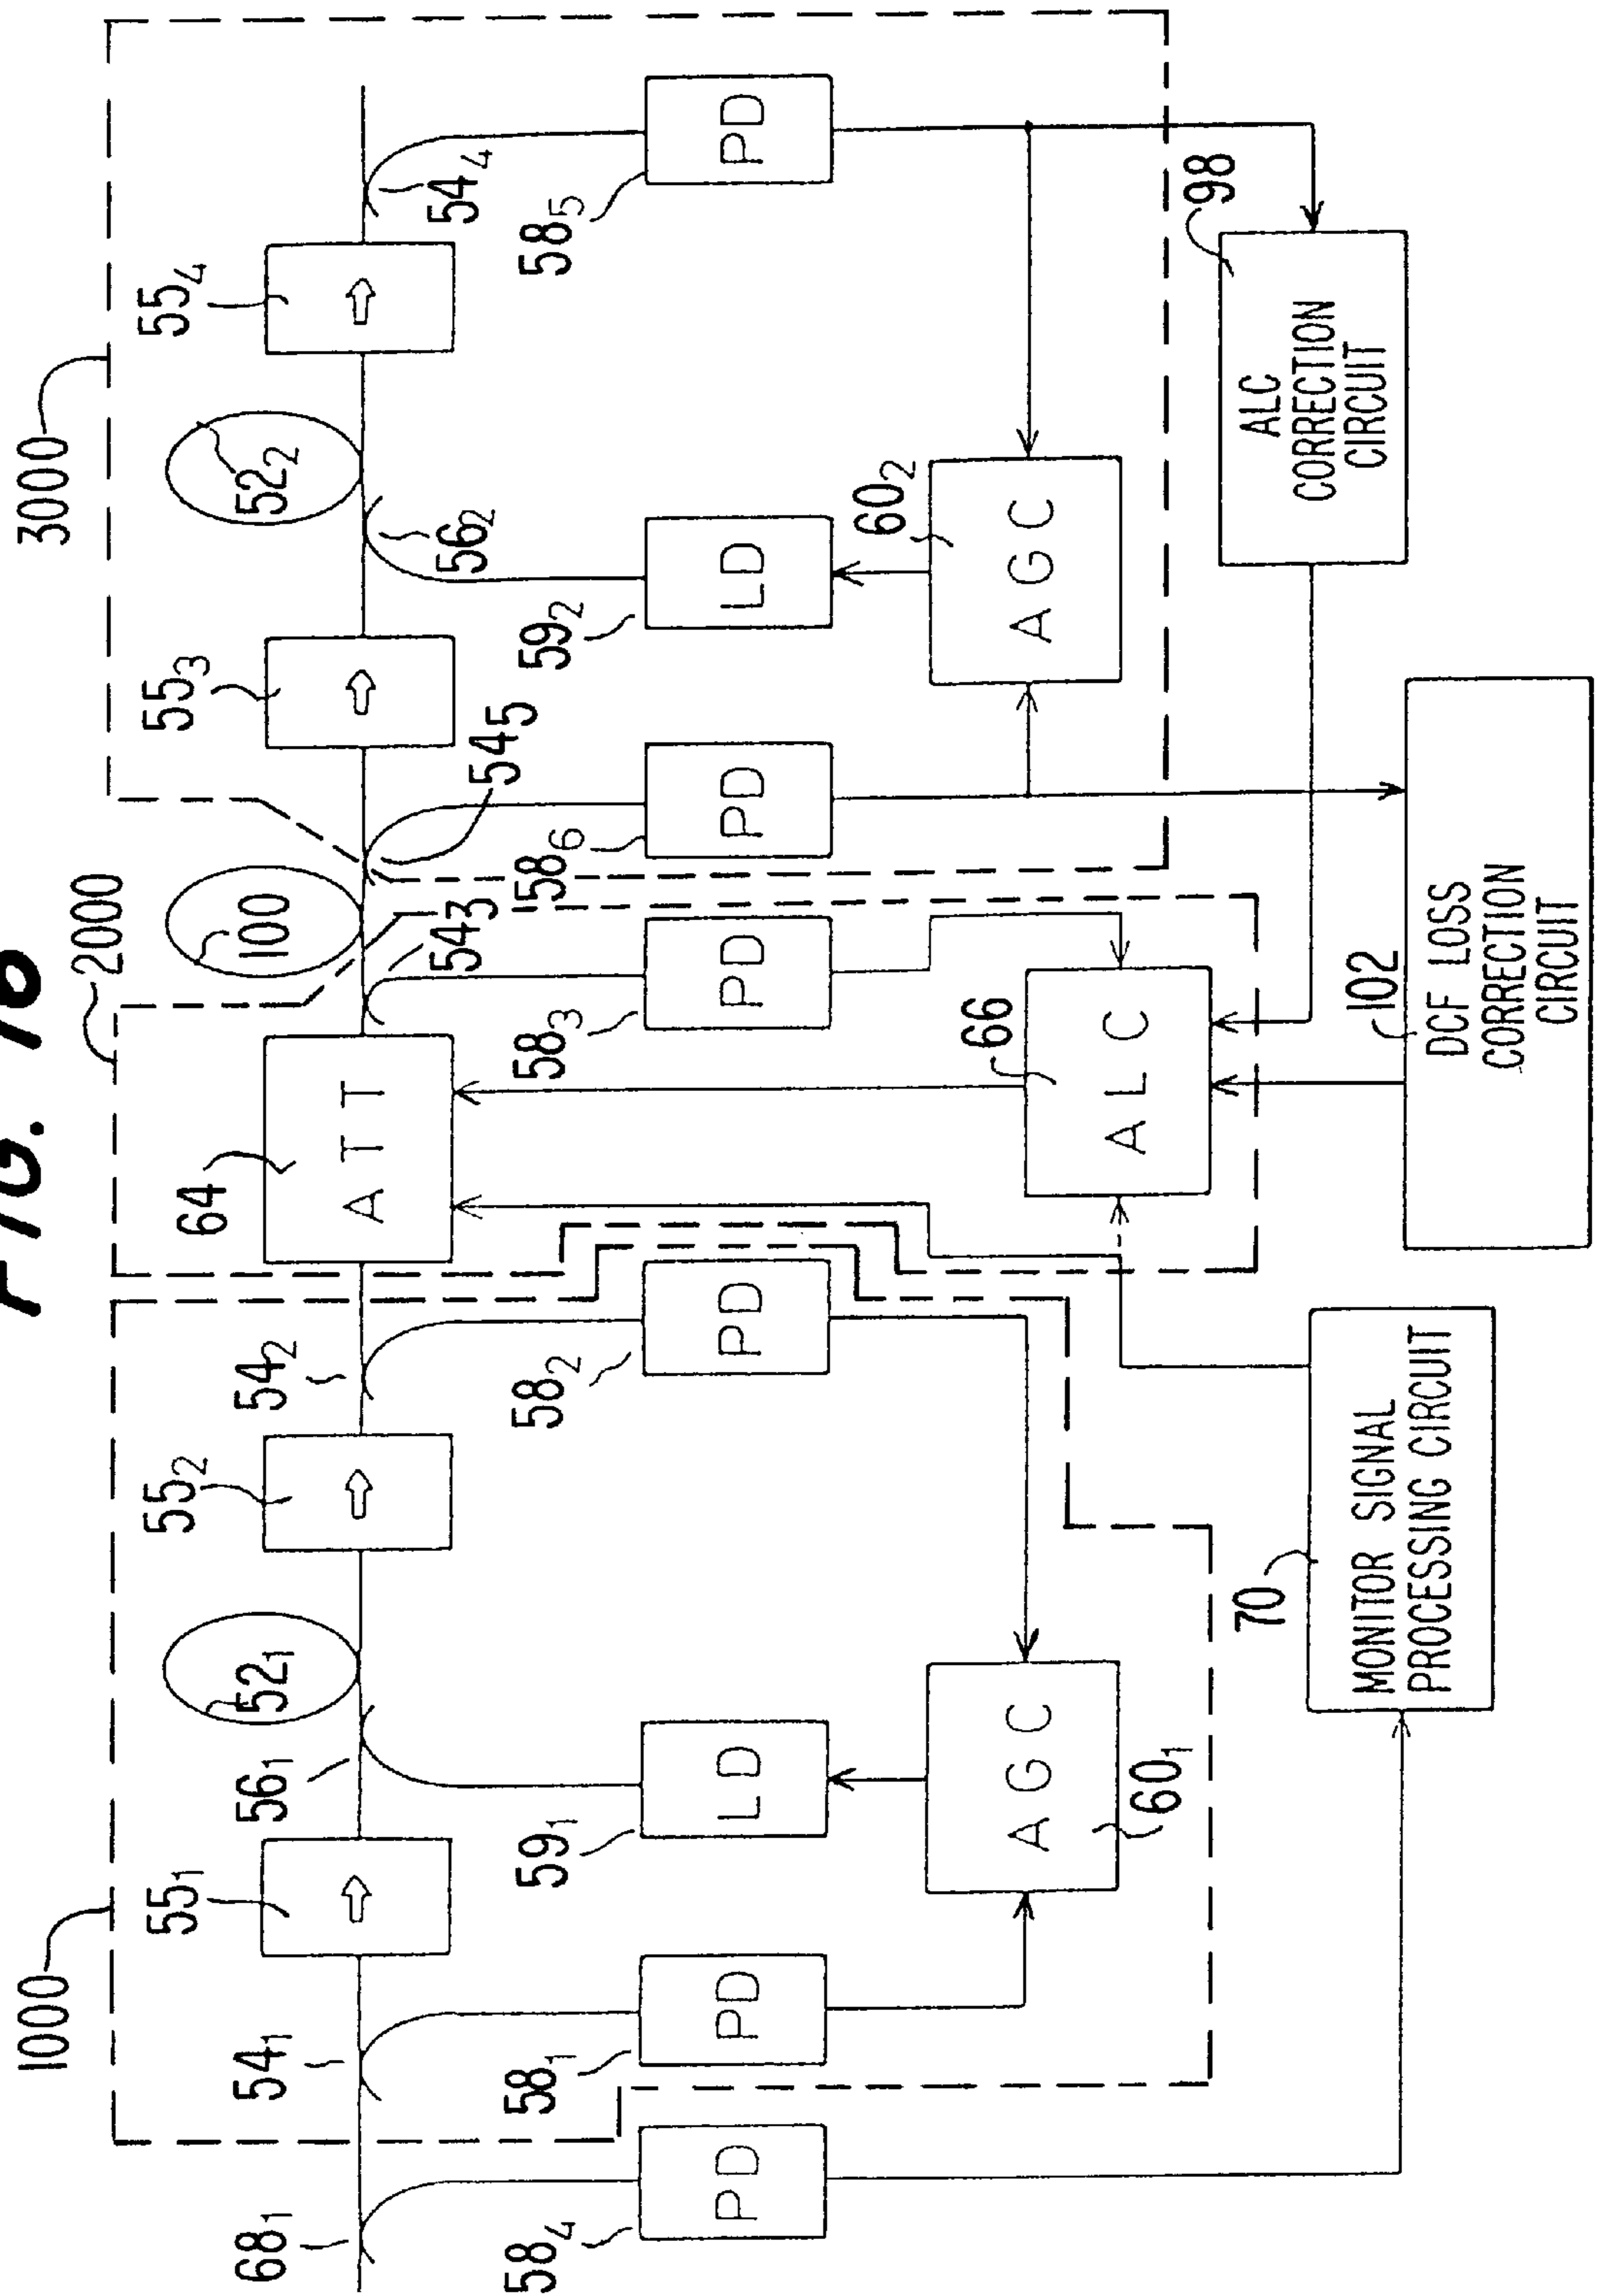 FIG.
1000
2000
3000
68₁
54₁
55₁
56₁
52₁
55₂
54₂
64
ATT
54₃
100
54₅
55₃
56₂
52₂
55₄
54₄
58₄
PD
58₁
PD
59₁
LD
58₂
PD
58₃
PD
58₆
PD
59₂
LD
58₅
PD
AGC
60₁
66
ALC
60₂
AGC
70
MONITOR SIGNAL
PROCESSING CIRCUIT
102
DCF LOSS
CORRECTION
CIRCUIT
98
ALC
CORRECTION
CIRCUIT